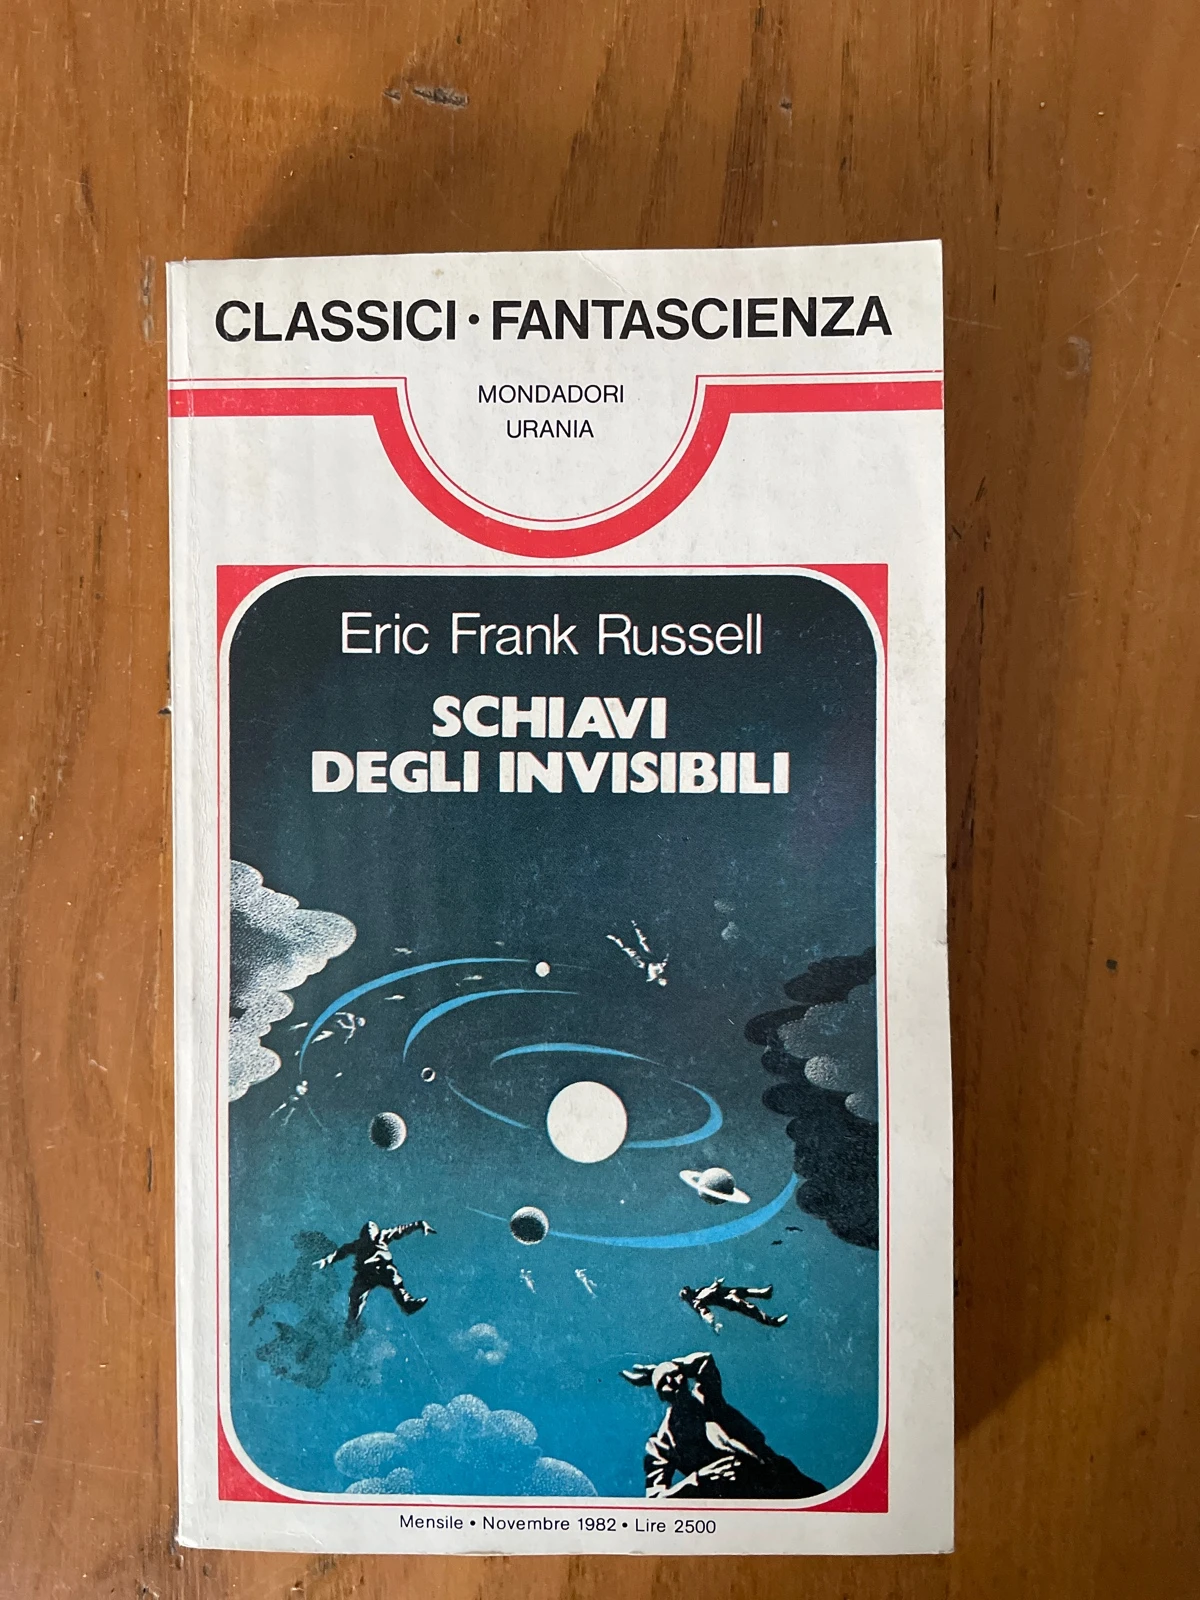 CLASSICI • FANTASCIENZA
MONDADORI
URANIA
Eric Frank Russell
SCHIAVI
DEGLI INVISIBILI
Mensile • Novembre 1982 • Lire 2500